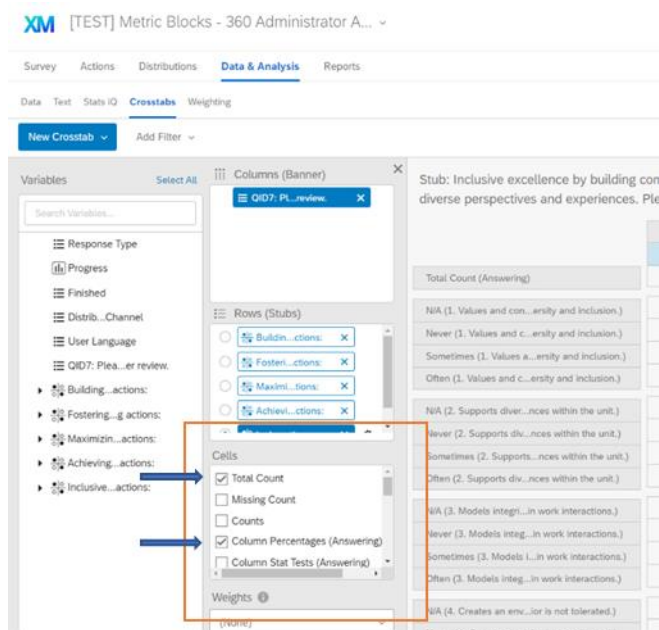 XM [TEST] Metric Blocks - 360 Administrator A...
Survey Actions Distributions Data & Analysis Reports
Data Text Stats iQ Crosstabs Weighting
New Crosstab Add Filter
Variables Select All
Search Variables...
Response Type
Progress
Finished
Distrib...Channel
User Language
QID7: Plea...er review.
Building...actions:
Fostering...g actions:
Maximizin...actions:
Achieving...actions:
Inclusive...actions:
Columns (Banner)
QID7: Pl...review. X
Rows (Stubs)
Buildin...ctions: X
Fosteri...ctions: X
Maximi...tions: X
Achievi...ctions: X
Cells
Total Count
Missing Count
Counts
Column Percentages (Answering)
Column Stat Tests (Answering)
Weights
(None)
Stub: Inclusive excellence by building con
diverse perspectives and experiences. Ple
Total Count (Answering)
N/A (1. Values and con...ersity and inclusion.)
Never (1. Values and c...ersity and inclusion.)
Sometimes (1. Values a...ersity and inclusion.)
Often (1. Values and c...ersity and inclusion.)
N/A (2. Supports diver...nces within the unit.)
Never (2. Supports div...nces within the unit.)
Sometimes (2. Supports...nces within the unit.)
Often (2. Supports div...nces within the unit.)
N/A (3. Models integri...in work interactions.)
Never (3. Models integ...in work interactions.)
Sometimes (3. Models i...in work interactions.)
Often (3. Models integ...in work interactions.)
N/A (4. Creates an env...ior is not tolerated.)